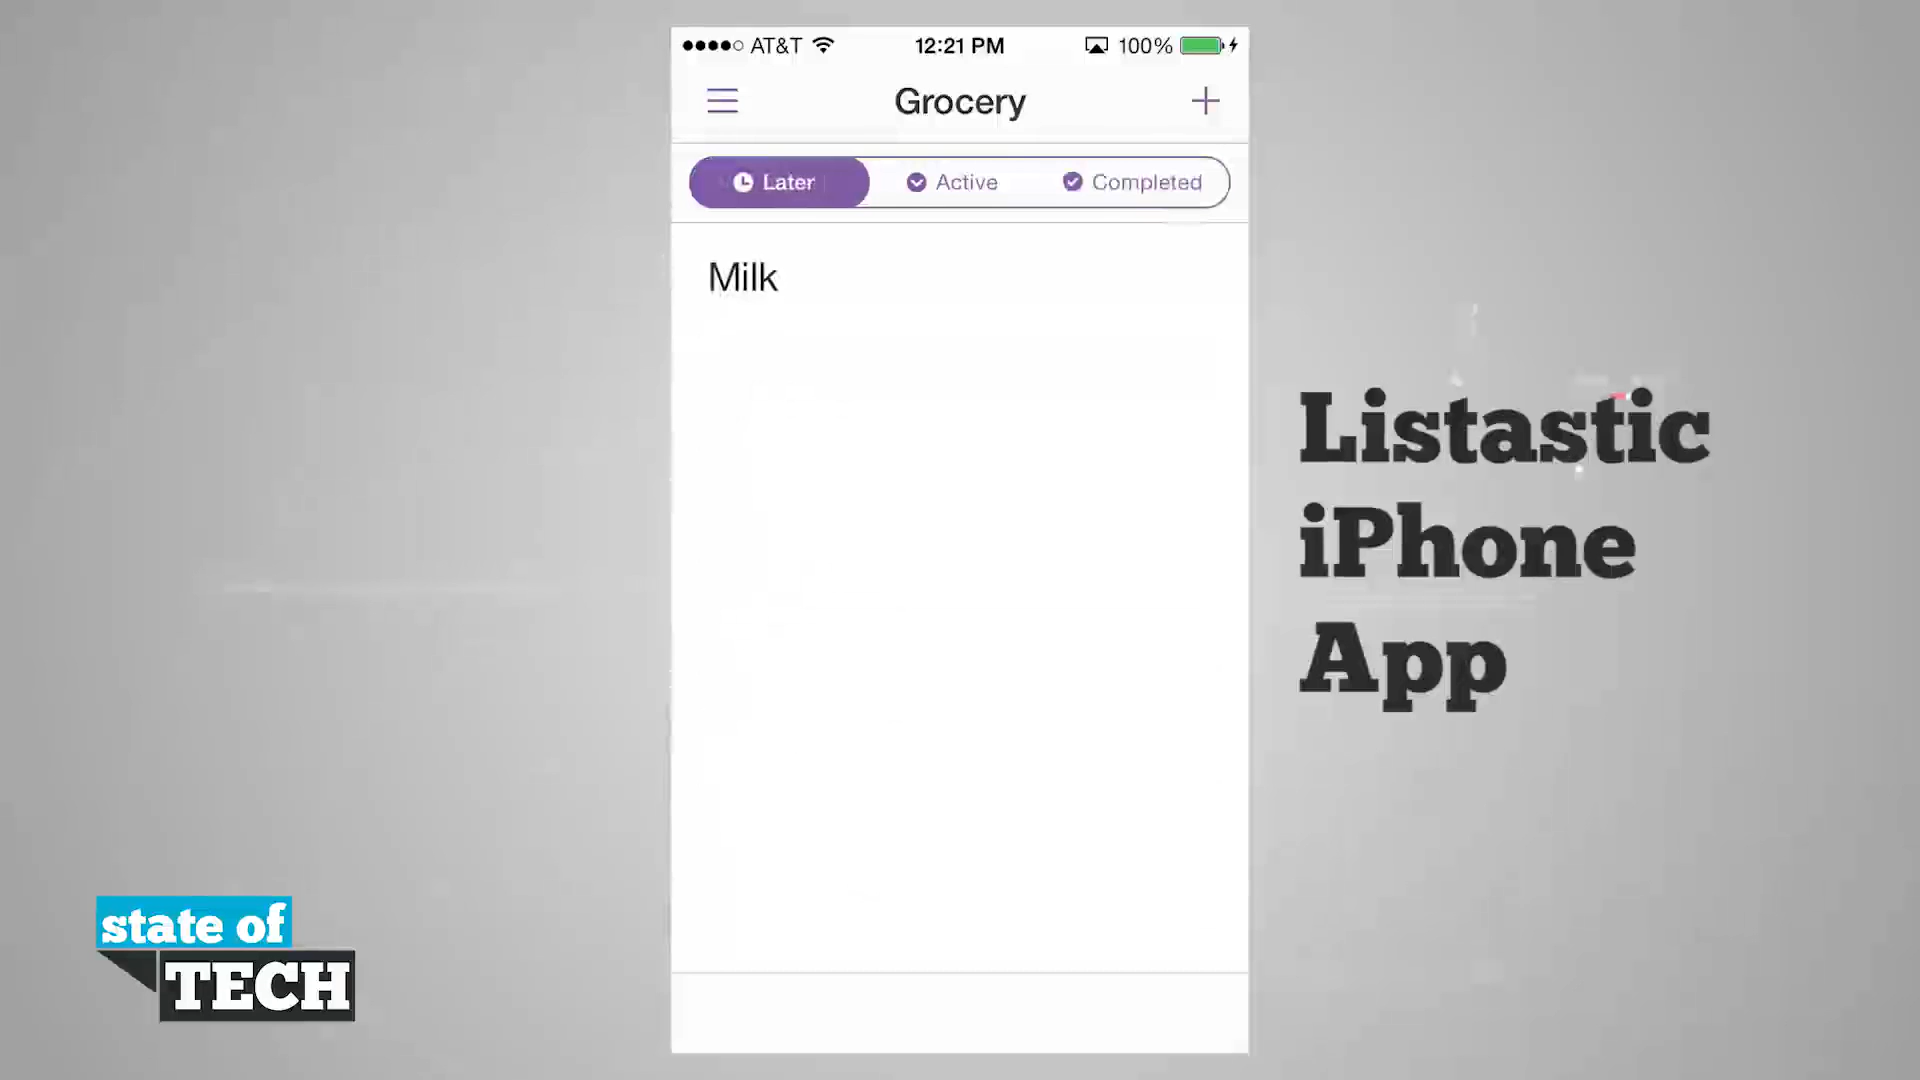 AT&T 12:21 PM 100%
Grocery
Later Active Completed
Milk
Listastic
iPhone
App
state of
TECH